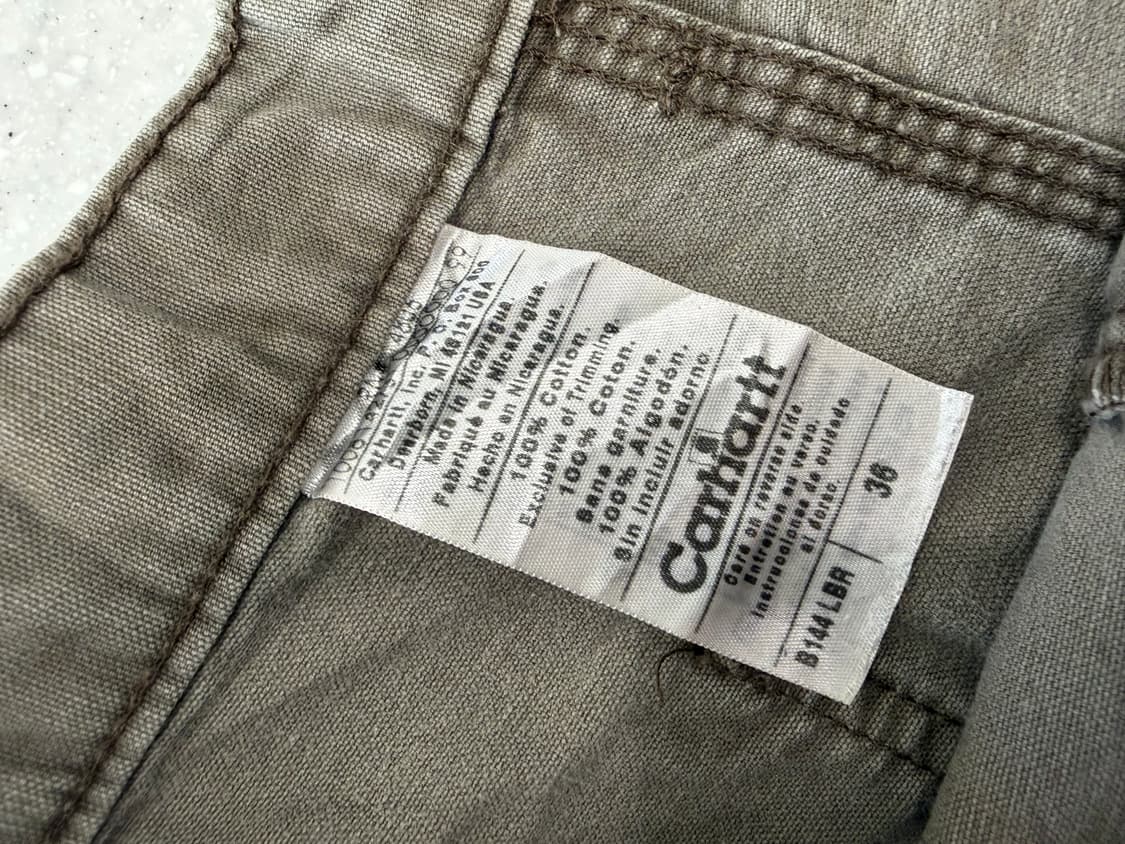 Carhartt Inc, P. O. Box 600
Dearborn, MI 48121 USA
Made in Nicaragua.
Fabriqué au Nicaragua.
Hecho an Nicaragua.
100% Cotton.
Exclusive of Trimming.
100% Coton.
Sans garniture.
100% Algodón.
Sin incluir adorno
Carhartt
Care on reverse side
Entretien au verso.
Instrucciones de cuidado
al dorso.
B144 LBR
36